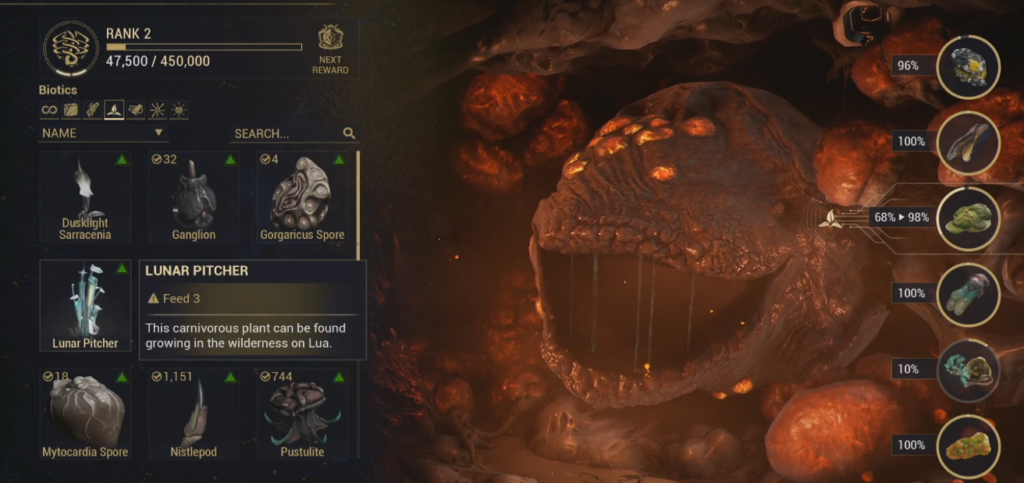 RANK 2
47,500 / 450,000
NEXT
REWARD
Biotics
NAME
SEARCH...
Dusklight
Sarracenia
32
Ganglion
4
Gorgaricus Spore
Lunar Pitcher
LUNAR PITCHER
Feed 3
This carnivorous plant can be found
growing in the wilderness on Lua.
18
Mytocardia Spore
1,151
Nistlepod
744
Pustulite
96%
100%
68% ▸ 98%
100%
10%
100%